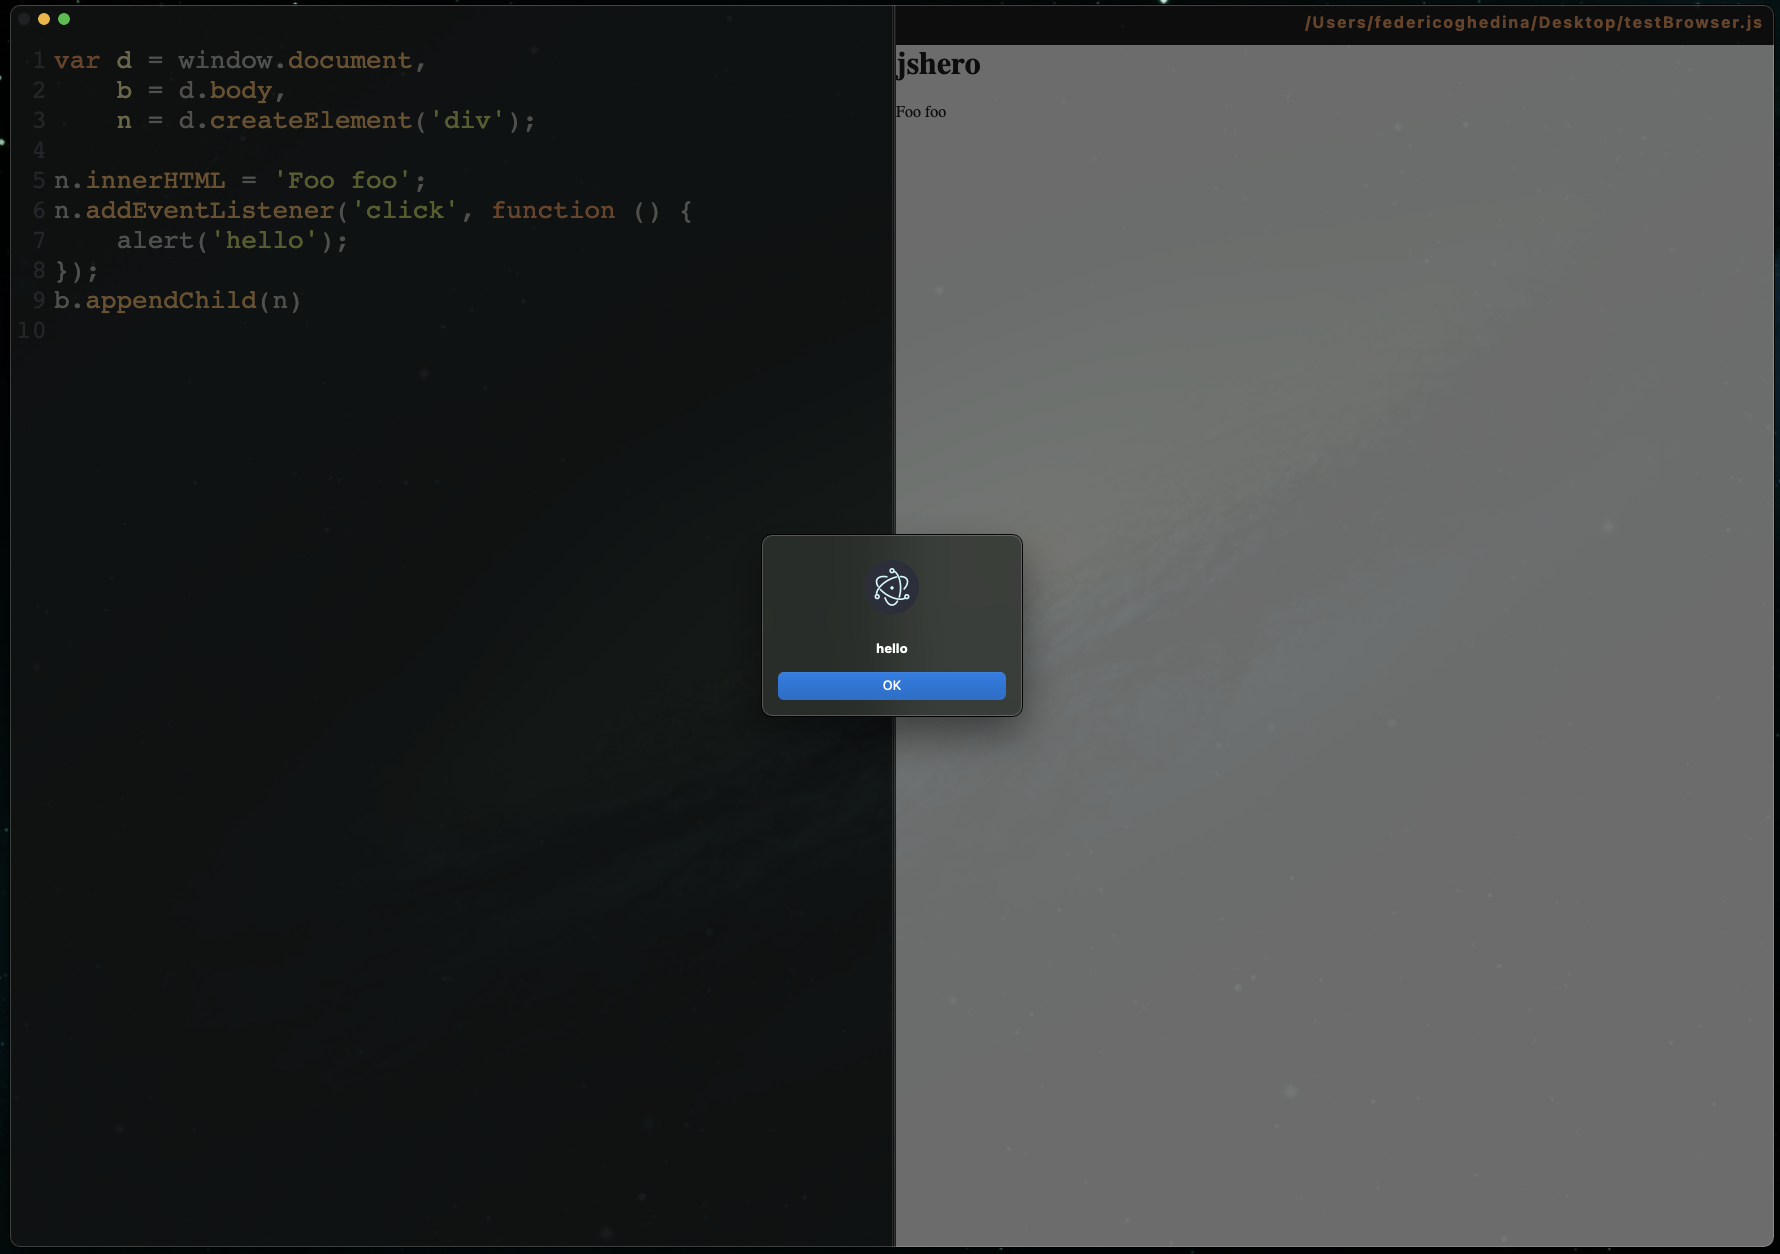 /Users/federicoghedina/Desktop/testBrowser.js
1 var d = window.document,
2     b = d.body,
3     n = d.createElement('div');
4
5 n.innerHTML = 'Foo foo';
6 n.addEventListener('click', function () {
7     alert('hello');
8 });
9 b.appendChild(n)
10
jshero
Foo foo
hello
OK